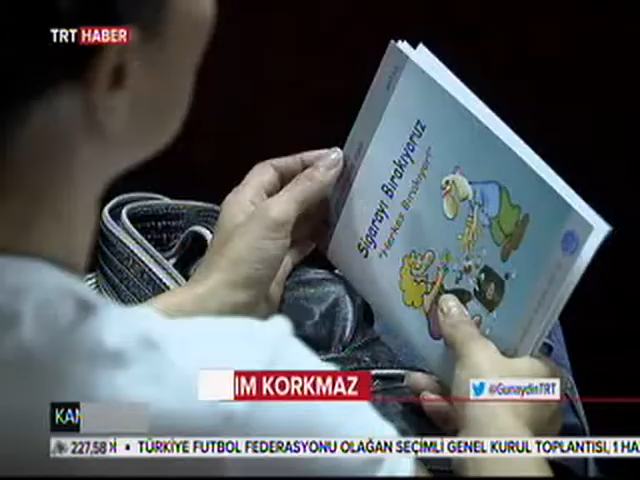 TRT HABER
Sigarayı Bırakıyoruz
"Herkes Bırakıyor!"
IM KORKMAZ
@GunaydinTRT
KAN
227,58 • TÜRKİYE FUTBOL FEDERASYONU OLAĞAN SEÇİMLİ GENEL KURUL TOPLANTISI, 1 HA